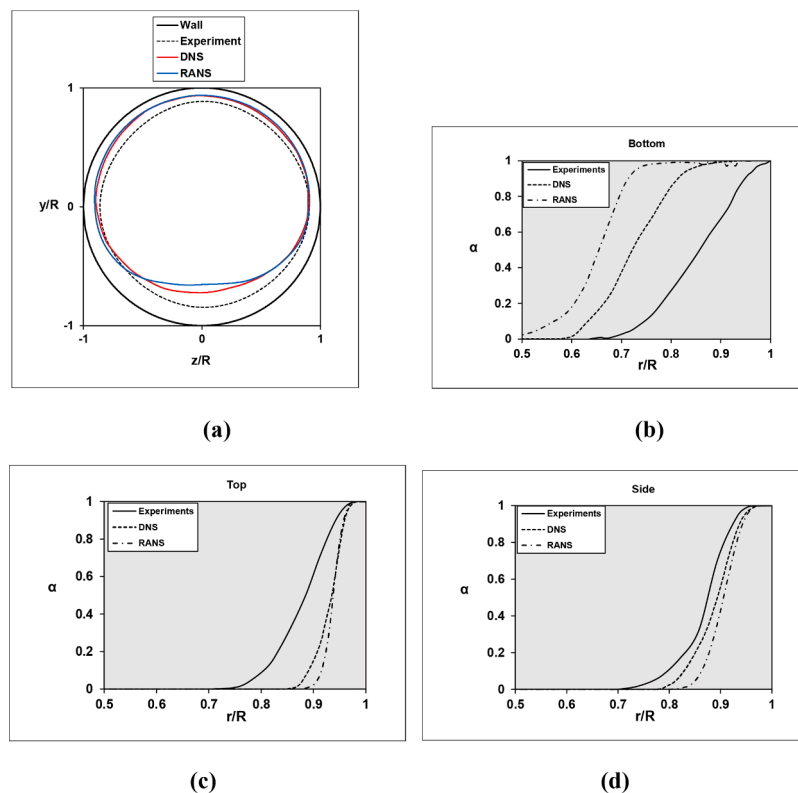 Wall
Experiment
DNS
RANS
1
y/R 0
-1
-1 0 1
z/R
(a)
Bottom
Experiments
DNS
RANS
1
0.8
0.6
α
0.4
0.2
0
0.5 0.6 0.7 0.8 0.9 1
r/R
(b)
Top
Experiments
DNS
RANS
1
0.8
0.6
α
0.4
0.2
0
0.5 0.6 0.7 0.8 0.9 1
r/R
(c)
Side
Experiments
DNS
RANS
1
0.8
0.6
α
0.4
0.2
0
0.5 0.6 0.7 0.8 0.9 1
r/R
(d)